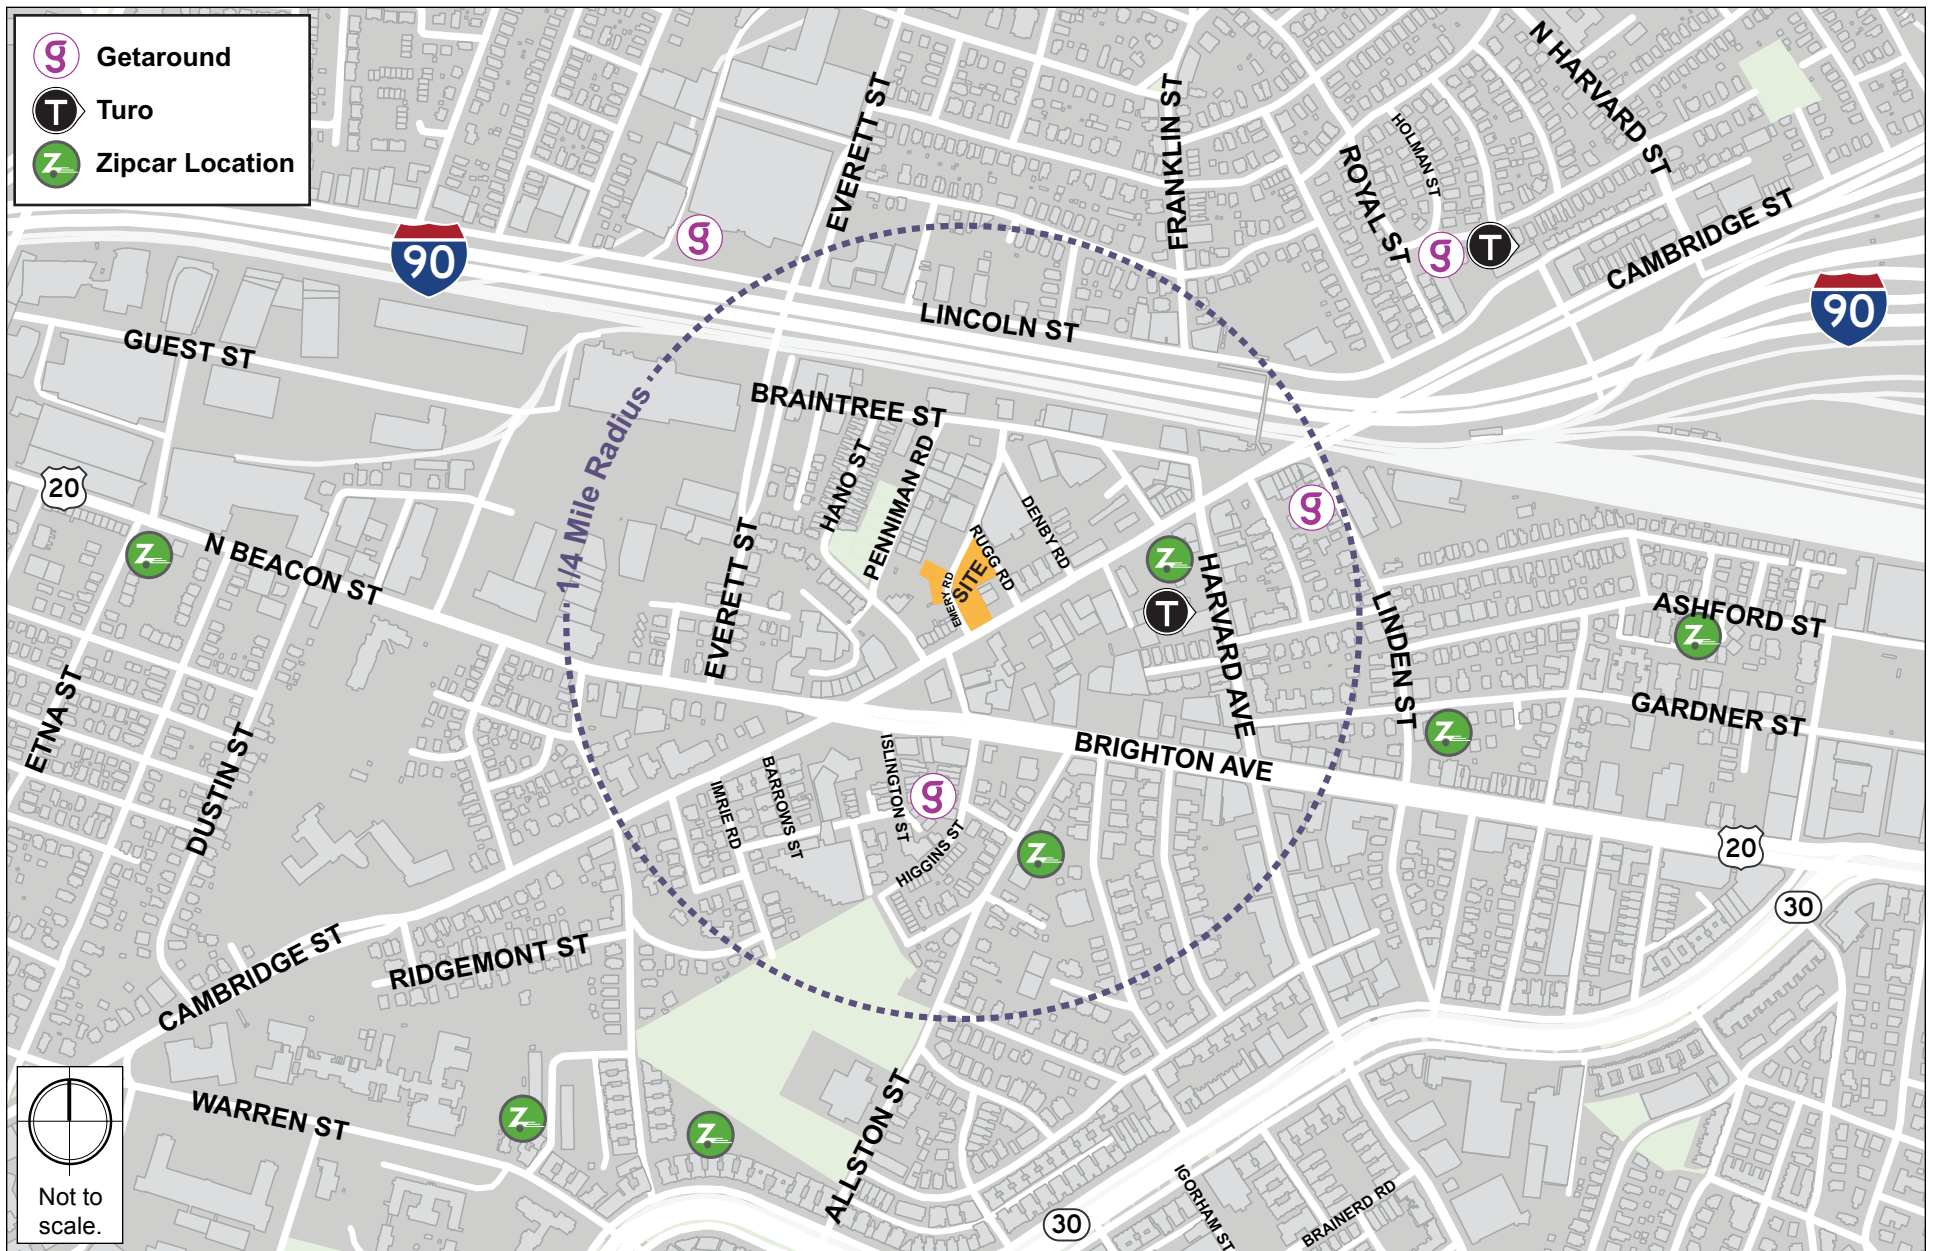 g Getaround
T Turo
Z Zipcar Location
N HARVARD ST
EVERETT ST
FRANKLIN ST
HOLMAN ST
ROYAL ST
CAMBRIDGE ST
g
g
T
90
90
LINCOLN ST
GUEST ST
BRAINTREE ST
1/4 Mile Radius
HANO ST
PENNIMAN RD
DENBY RD
RUGG RD
EMERY RD
SITE
20
g
Z
N BEACON ST
Z
T
EVERETT ST
HARVARD AVE
LINDEN ST
ASHFORD ST
Z
GARDNER ST
Z
ETNA ST
DUSTIN ST
BRIGHTON AVE
ISLINGTON ST
BARROWS ST
IMRIE RD
g
HIGGINS ST
Z
20
30
CAMBRIDGE ST
RIDGEMONT ST
WARREN ST
Z
Z
ALLSTON ST
30
IGORHAM ST
BRAINERD RD
Not to
scale.